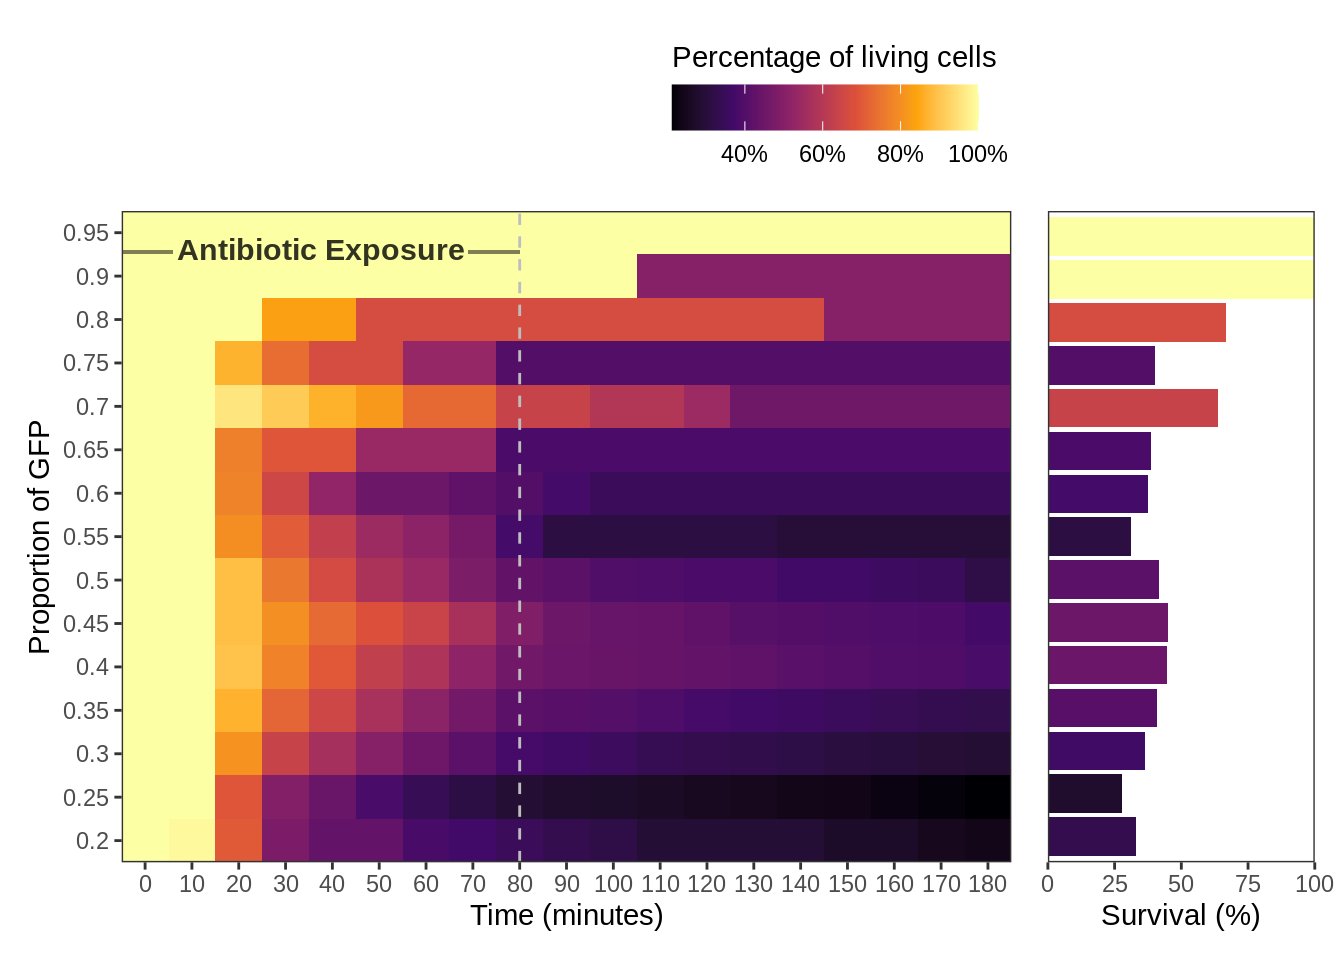 Percentage of living cells
40% 60% 80% 100%
Antibiotic Exposure
Proportion of GFP
0.95
0.9
0.8
0.75
0.7
0.65
0.6
0.55
0.5
0.45
0.4
0.35
0.3
0.25
0.2
0 10 20 30 40 50 60 70 80 90 100 110 120 130 140 150 160 170 180
Time (minutes)
0 25 50 75 100
Survival (%)